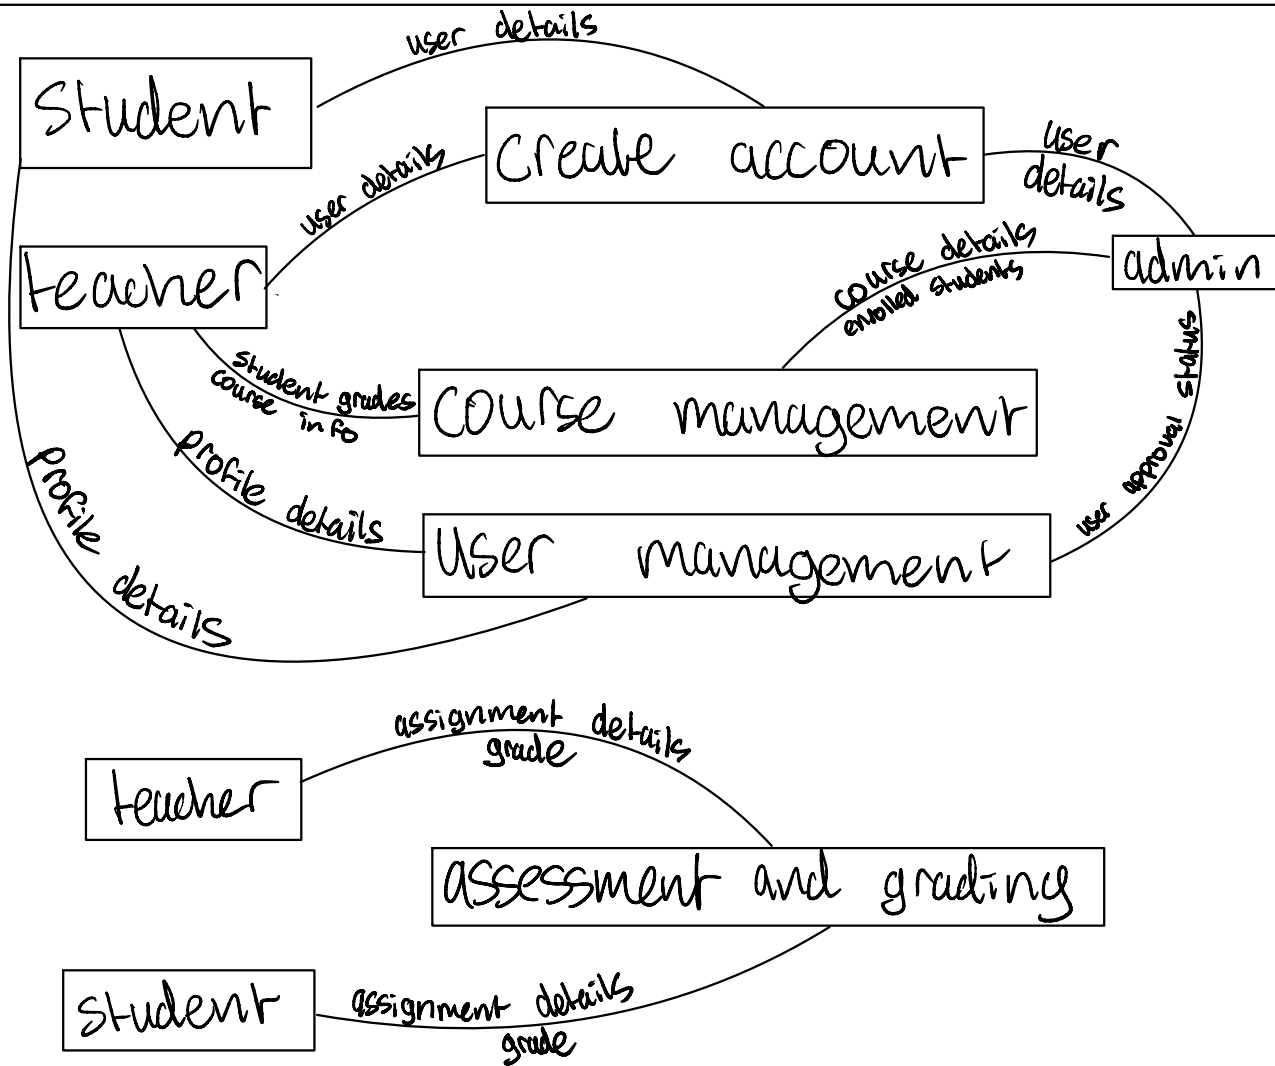 user details
student
create account
user
details
user details
teacher
course details
enrolled students
admin
student grades
course
info
course management
user approval status
profile details
profile details
user management
assignment details
grade
teacher
assessment and grading
student
assignment details
grade